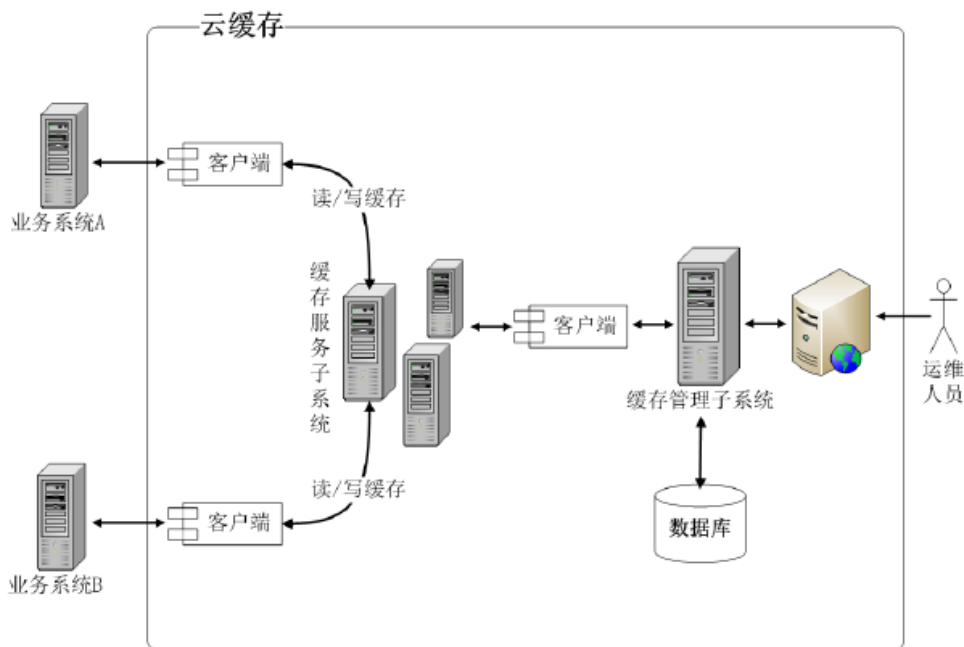 云缓存
客户端
业务系统A
读/写缓存
缓存服务子系统
客户端
缓存管理子系统
运维
人员
读/写缓存
客户端
数据库
业务系统B